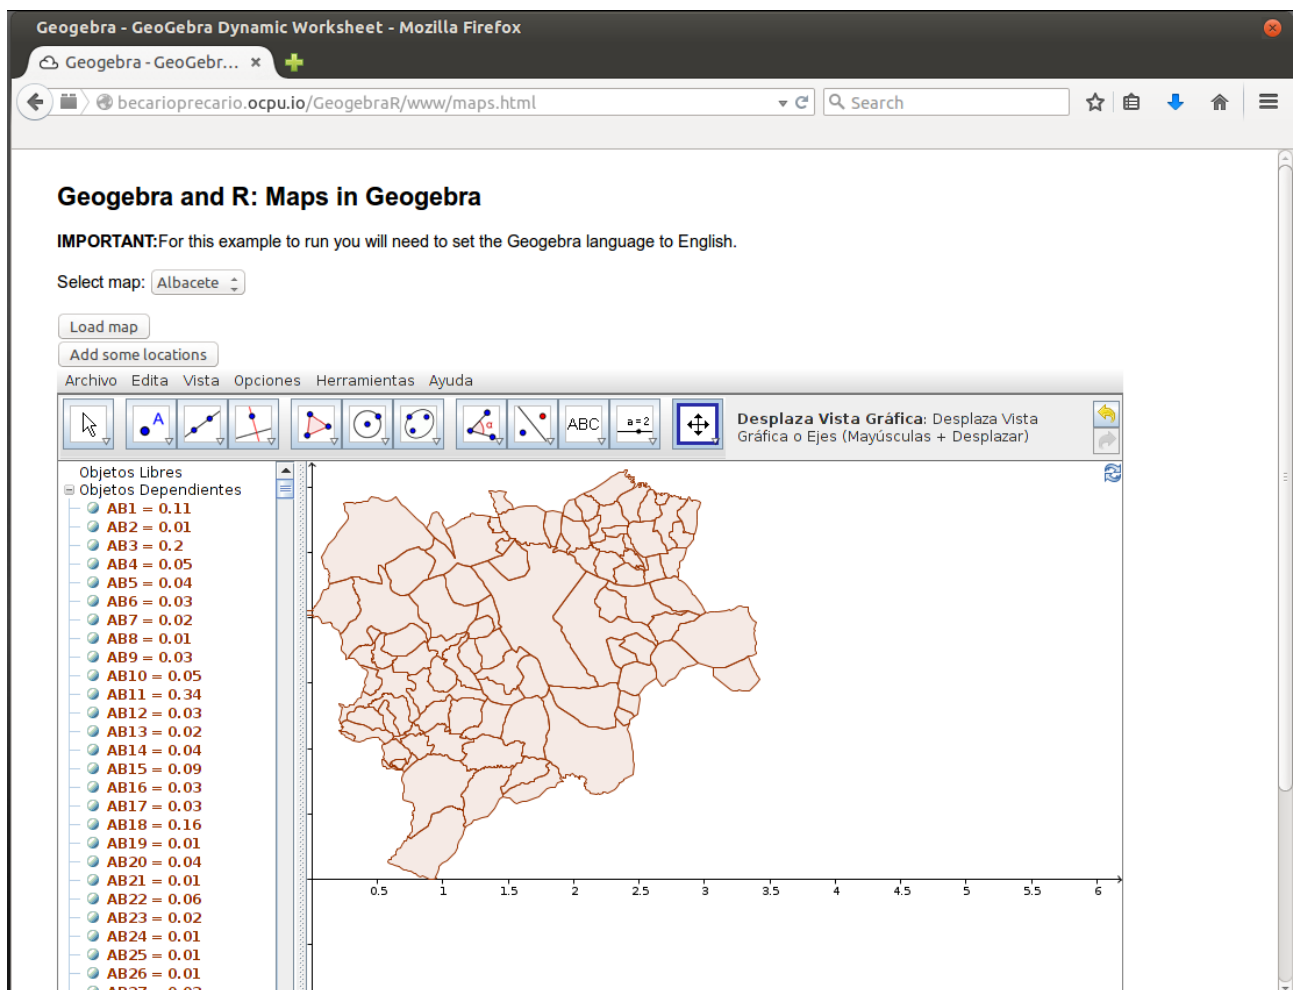 Geogebra - GeoGebra Dynamic Worksheet - Mozilla Firefox
Geogebra - GeoGebr...
becarioprecario.ocpu.io/GeogebraR/www/maps.html
Search
Geogebra and R: Maps in Geogebra
IMPORTANT:For this example to run you will need to set the Geogebra language to English.
Select map: Albacete
Load map
Add some locations
Archivo Edita Vista Opciones Herramientas Ayuda
A
α
ABC
a=2
Desplaza Vista Gráfica: Desplaza Vista
Gráfica o Ejes (Mayúsculas + Desplazar)
Objetos Libres
Objetos Dependientes
AB1 = 0.11
AB2 = 0.01
AB3 = 0.2
AB4 = 0.05
AB5 = 0.04
AB6 = 0.03
AB7 = 0.02
AB8 = 0.01
AB9 = 0.03
AB10 = 0.05
AB11 = 0.34
AB12 = 0.03
AB13 = 0.02
AB14 = 0.04
AB15 = 0.09
AB16 = 0.03
AB17 = 0.03
AB18 = 0.16
AB19 = 0.01
AB20 = 0.04
AB21 = 0.01
AB22 = 0.06
AB23 = 0.02
AB24 = 0.01
AB25 = 0.01
AB26 = 0.01
0.5 1 1.5 2 2.5 3 3.5 4 4.5 5 5.5 6